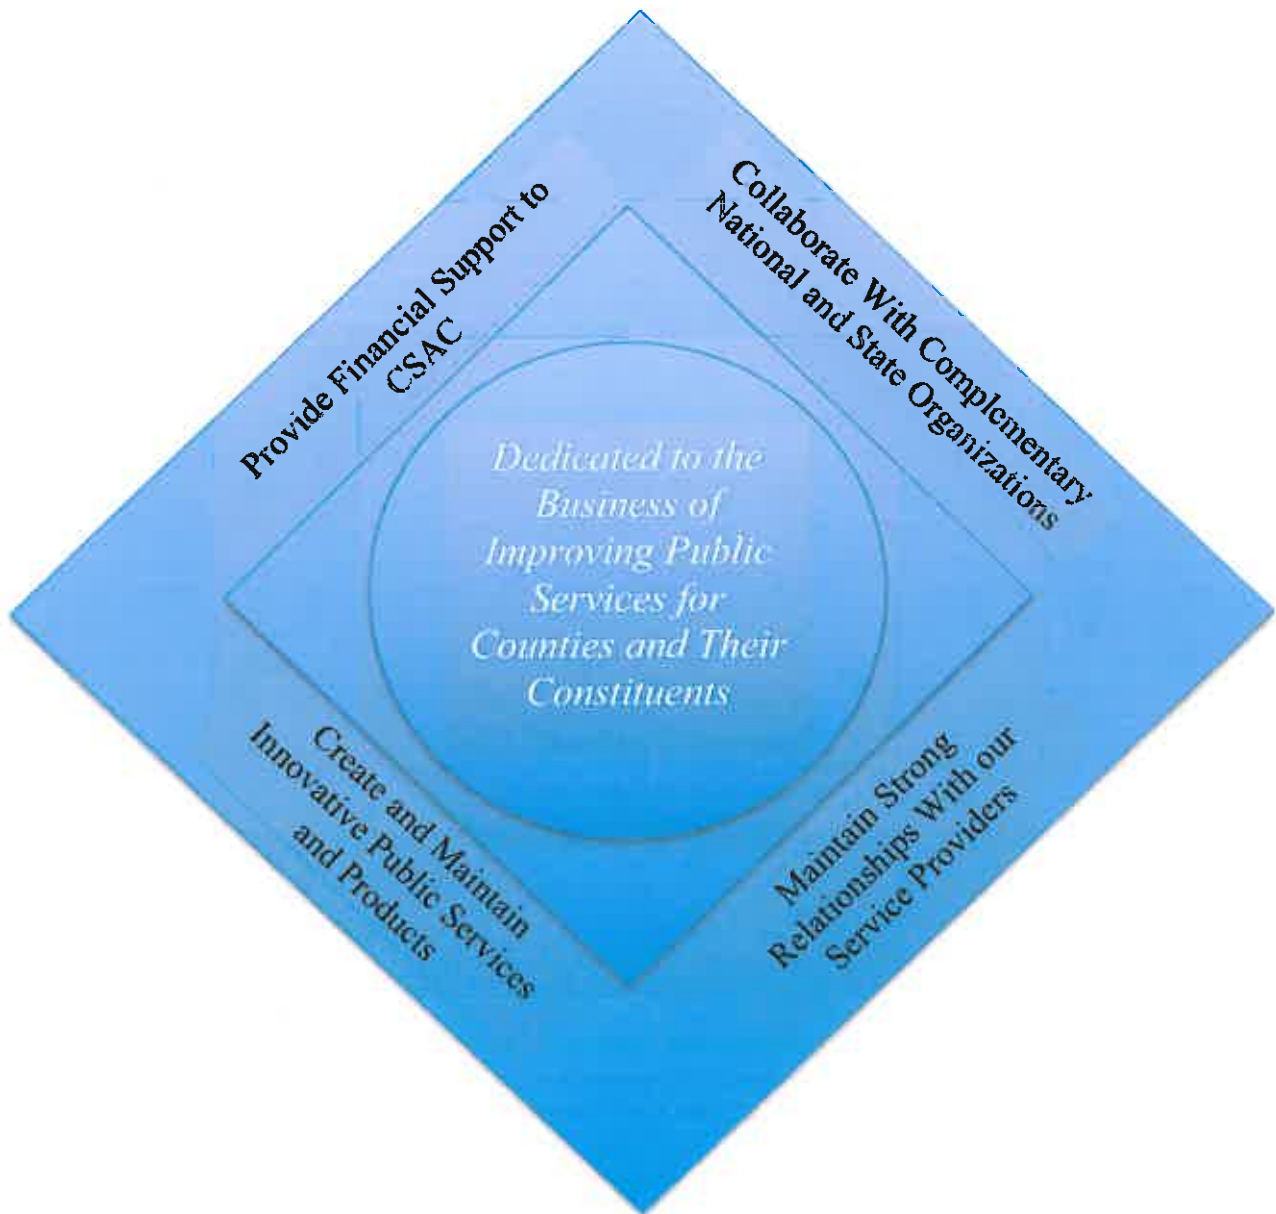 Provide Financial Support to
CSAC
Collaborate With Complementary
National and State Organizations
Dedicated to the
Business of
Improving Public
Services for
Counties and Their
Constituents
Create and Maintain
Innovative Public Services
and Products
Maintain Strong
Relationships With our
Service Providers